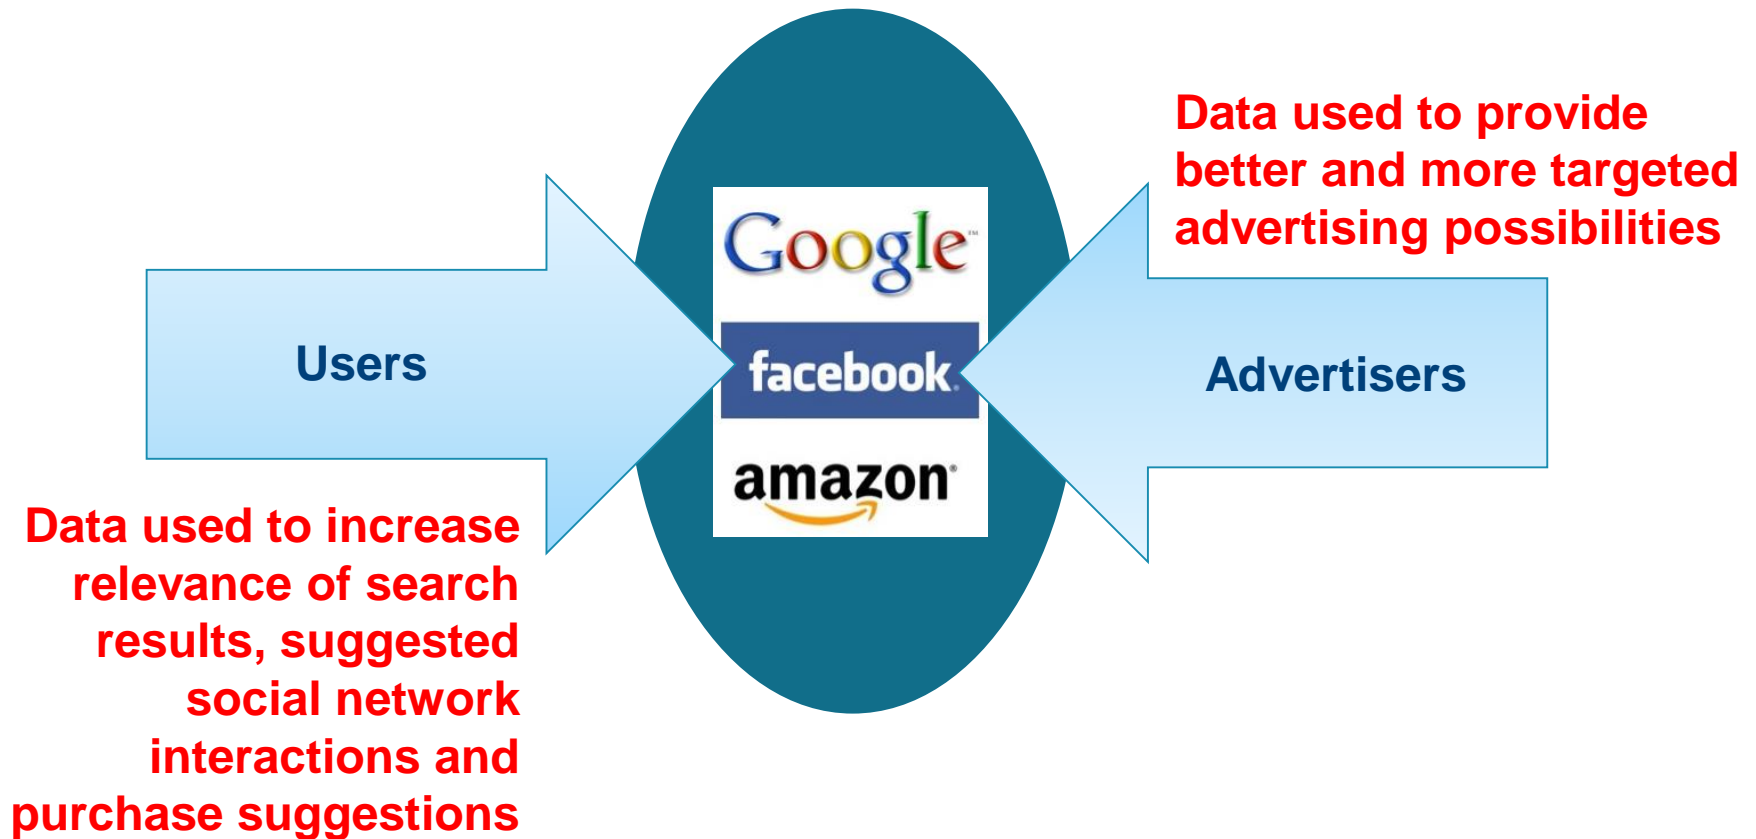 Data used to provide
better and more targeted
advertising possibilities
Google™
facebook.
amazon®
Users
Advertisers
Data used to increase
relevance of search
results, suggested
social network
interactions and
purchase suggestions